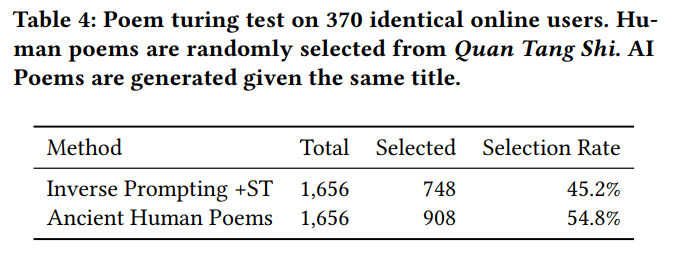 Table 4: Poem turing test on 370 identical online users. Hu-
man poems are randomly selected from Quan Tang Shi. AI
Poems are generated given the same title.
Method Total Selected Selection Rate
Inverse Prompting +ST 1,656 748 45.2%
Ancient Human Poems 1,656 908 54.8%